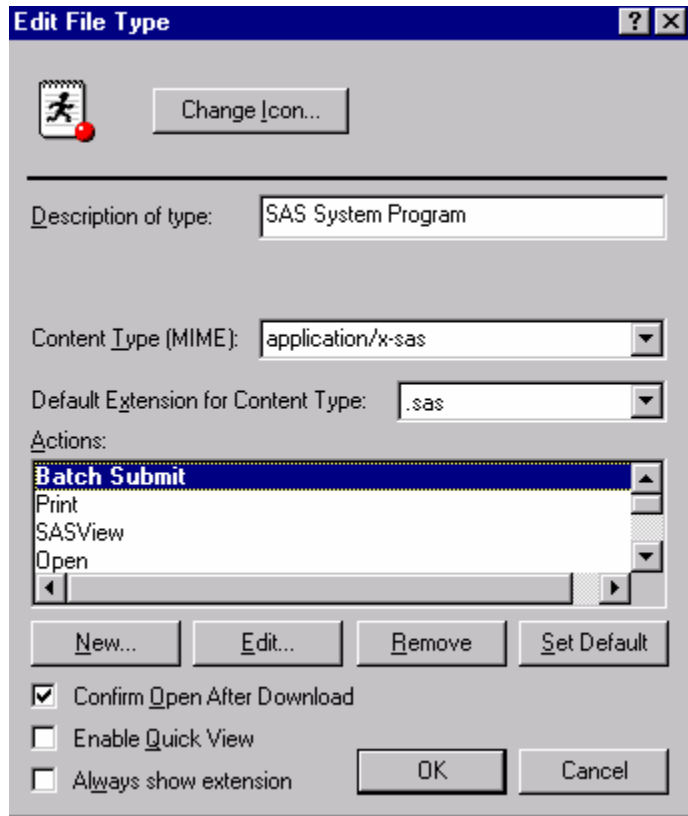 Edit File Type
Change Icon...
Description of type: SAS System Program
Content Type (MIME): application/x-sas
Default Extension for Content Type: .sas
Actions:
Batch Submit
Print
SASView
Open
New... Edit... Remove Set Default
Confirm Open After Download
Enable Quick View
Always show extension OK Cancel